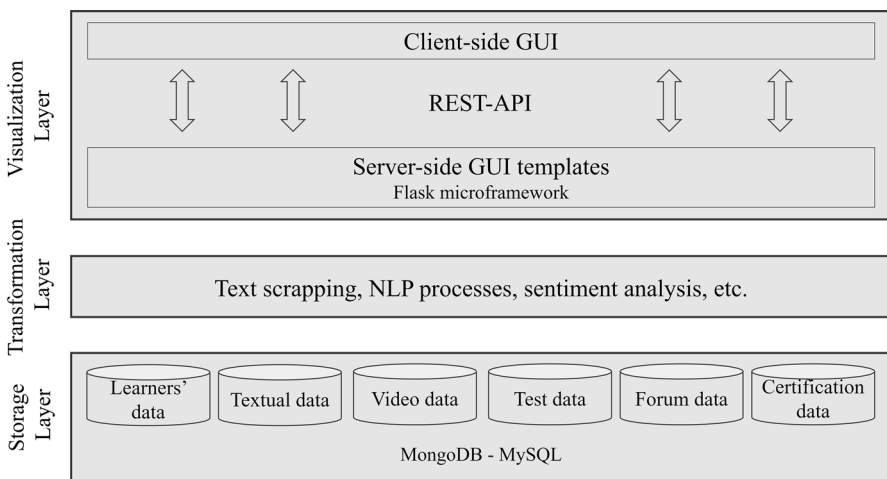 Visualization
Layer
Client-side GUI
REST-API
Server-side GUI templates
Flask microframework
Transformation
Layer
Text scrapping, NLP processes, sentiment analysis, etc.
Storage
Layer
Learners'
data
Textual data
Video data
Test data
Forum data
Certification
data
MongoDB - MySQL